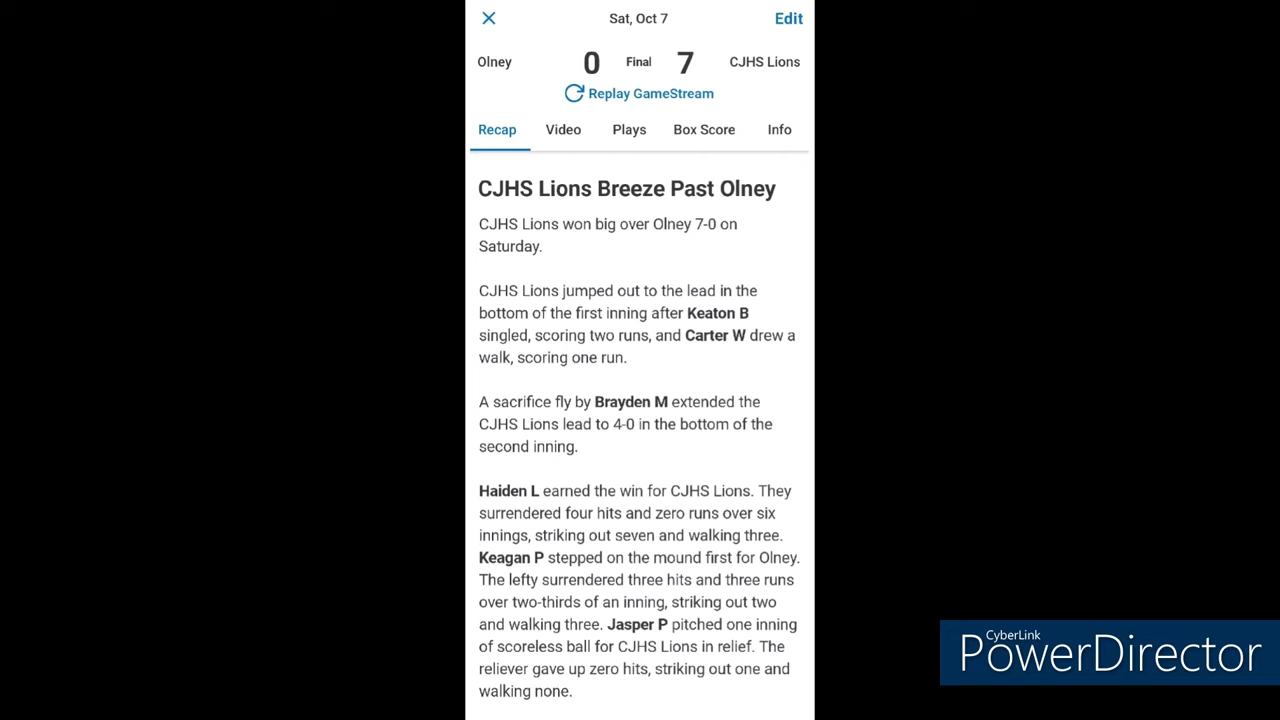 Sat, Oct 7
Edit
Olney 0 Final 7 CJHS Lions
Replay GameStream
Recap Video Plays Box Score Info
CJHS Lions Breeze Past Olney
CJHS Lions won big over Olney 7-0 on
Saturday.
CJHS Lions jumped out to the lead in the
bottom of the first inning after Keaton B
singled, scoring two runs, and Carter W drew a
walk, scoring one run.
A sacrifice fly by Brayden M extended the
CJHS Lions lead to 4-0 in the bottom of the
second inning.
Haiden L earned the win for CJHS Lions. They
surrendered four hits and zero runs over six
innings, striking out seven and walking three.
Keagan P stepped on the mound first for Olney.
The lefty surrendered three hits and three runs
over two-thirds of an inning, striking out two
and walking three. Jasper P pitched one inning
of scoreless ball for CJHS Lions in relief. The
reliever gave up zero hits, striking out one and
walking none.
CyberLink
PowerDirector